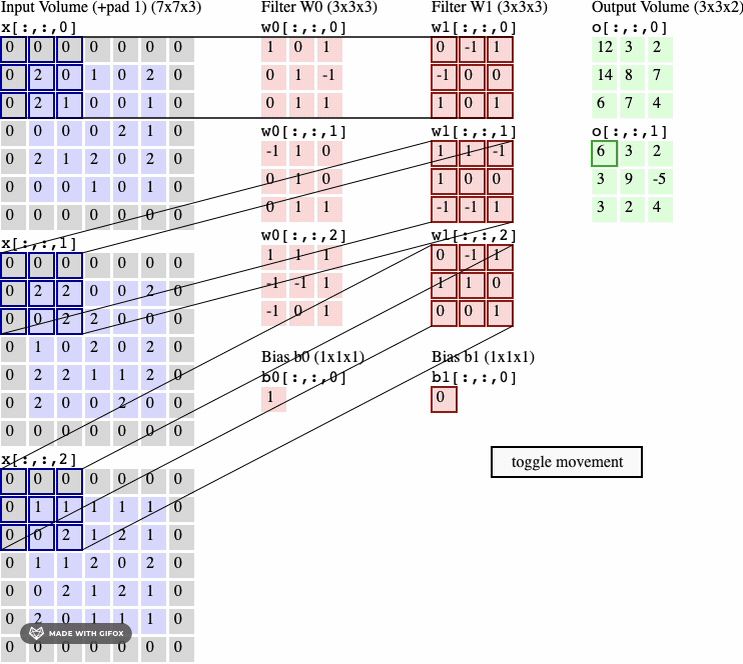 Input Volume (+pad 1) (7x7x3)
x[:,:,0]
0 0 0 0 0 0 0
0 2 0 1 0 2 0
0 2 1 0 0 1 0
0 0 0 0 2 1 0
0 2 1 2 0 2 0
0 0 0 1 0 1 0
0 0 0 0 0 0 0
x[:,:,1]
0 0 0 0 0 0 0
0 2 2 0 0 2 0
0 0 2 2 0 0 0
0 1 0 2 0 2 0
0 2 2 1 1 2 0
0 2 0 0 2 0 0
0 0 0 0 0 0 0
x[:,:,2]
0 0 0 0 0 0 0
0 1 1 1 1 1 0
0 0 2 1 2 1 0
0 1 1 2 0 2 0
0 0 2 1 2 1 0
0 2 0 1 1 1 0
0 0 0 0 0 0 0
MADE WITH GIFOX
Filter W0 (3x3x3)
w0[:,:,0]
1 0 1
0 1 -1
0 1 1
w0[:,:,1]
-1 1 0
0 1 0
0 1 1
w0[:,:,2]
1 1 1
-1 -1 1
-1 0 1
Bias b0 (1x1x1)
b0[:,:,0]
1
Filter W1 (3x3x3)
w1[:,:,0]
0 -1 1
-1 0 0
1 0 1
w1[:,:,1]
1 1 -1
1 0 0
-1 -1 1
w1[:,:,2]
0 -1 1
1 1 0
0 0 1
Bias b1 (1x1x1)
b1[:,:,0]
0
Output Volume (3x3x2)
o[:,:,0]
12 3 2
14 8 7
6 7 4
o[:,:,1]
6 3 2
3 9 -5
3 2 4
toggle movement